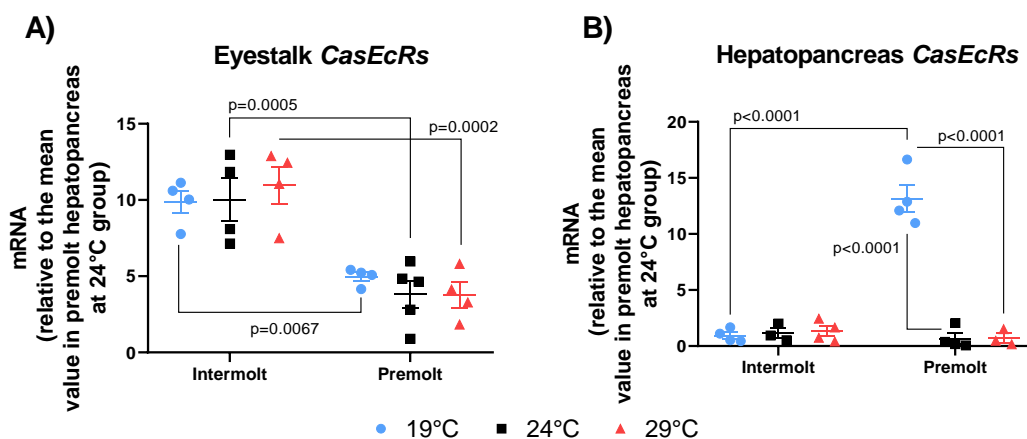 A)
Eyestalk CasEcRs
mRNA
(relative to the mean
value in premolt hepatopancreas
at 24°C group)
15
10
5
0
p=0.0005
p=0.0002
p=0.0067
Intermolt
Premolt
B)
Hepatopancreas CasEcRs
mRNA
(relative to the mean
value in premolt hepatopancreas
at 24°C group)
20
15
10
5
0
p<0.0001
p<0.0001
p<0.0001
Intermolt
Premolt
19°C
24°C
29°C